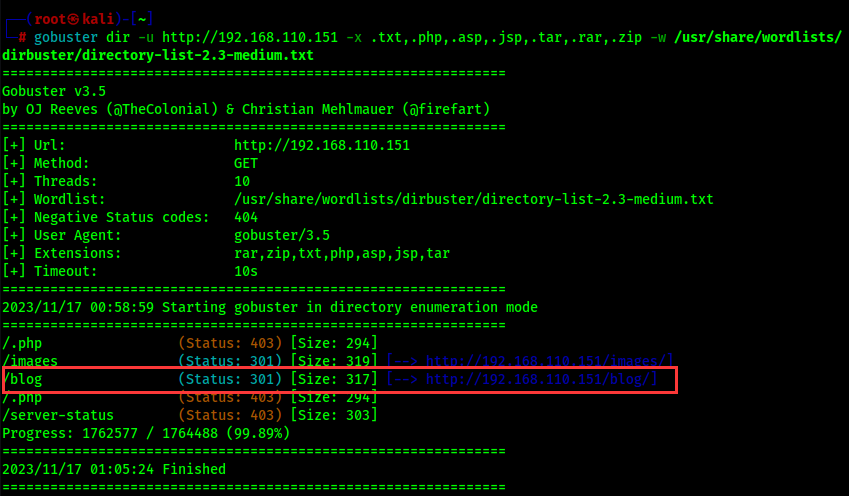 ┌──(root㉿kali)-[~]
└─# gobuster dir -u http://192.168.110.151 -x .txt,.php,.asp,.jsp,.tar,.rar,.zip -w /usr/share/wordlists/
dirbuster/directory-list-2.3-medium.txt
===============================================================
Gobuster v3.5
by OJ Reeves (@TheColonial) & Christian Mehlmauer (@firefart)
===============================================================
[+] Url:                     http://192.168.110.151
[+] Method:                  GET
[+] Threads:                 10
[+] Wordlist:                /usr/share/wordlists/dirbuster/directory-list-2.3-medium.txt
[+] Negative Status codes:   404
[+] User Agent:              gobuster/3.5
[+] Extensions:              rar,zip,txt,php,asp,jsp,tar
[+] Timeout:                 10s
===============================================================
2023/11/17 00:58:59 Starting gobuster in directory enumeration mode
===============================================================
/.php                 (Status: 403) [Size: 294]
/images               (Status: 301) [Size: 319] [--> http://192.168.110.151/images/]
/blog                 (Status: 301) [Size: 317] [--> http://192.168.110.151/blog/]
/.php                 (Status: 403) [Size: 294]
/server-status        (Status: 403) [Size: 303]
Progress: 1762577 / 1764488 (99.89%)
===============================================================
2023/11/17 01:05:24 Finished
===============================================================